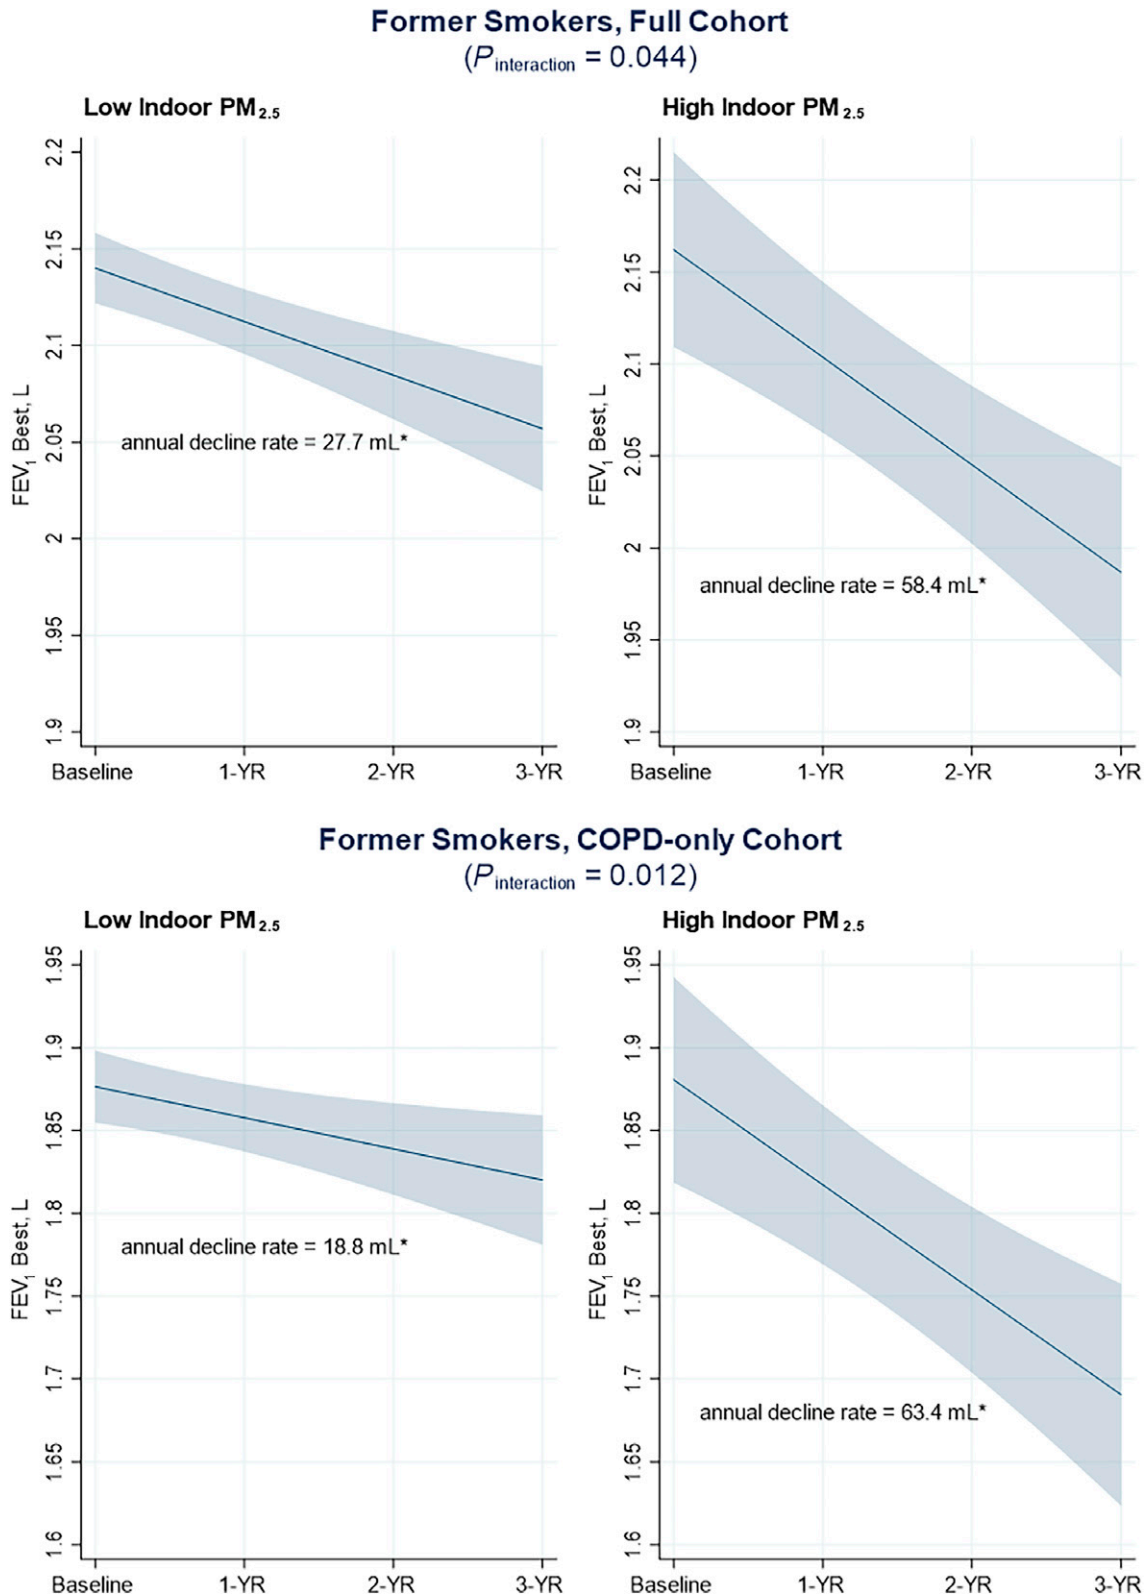 Former Smokers, Full Cohort
(P interaction = 0.044)
Low Indoor PM2.5
High Indoor PM2.5
FEV1 Best, L
2.2
2.15
2.1
2.05
2
1.95
1.9
annual decline rate = 27.7 mL*
Baseline 1-YR 2-YR 3-YR
FEV1 Best, L
2.2
2.15
2.1
2.05
2
1.95
1.9
annual decline rate = 58.4 mL*
Baseline 1-YR 2-YR 3-YR
Former Smokers, COPD-only Cohort
(P interaction = 0.012)
Low Indoor PM2.5
High Indoor PM2.5
FEV1 Best, L
1.95
1.9
1.85
1.8
1.75
1.7
1.65
1.6
annual decline rate = 18.8 mL*
Baseline 1-YR 2-YR 3-YR
FEV1 Best, L
1.95
1.9
1.85
1.8
1.75
1.7
1.65
1.6
annual decline rate = 63.4 mL*
Baseline 1-YR 2-YR 3-YR